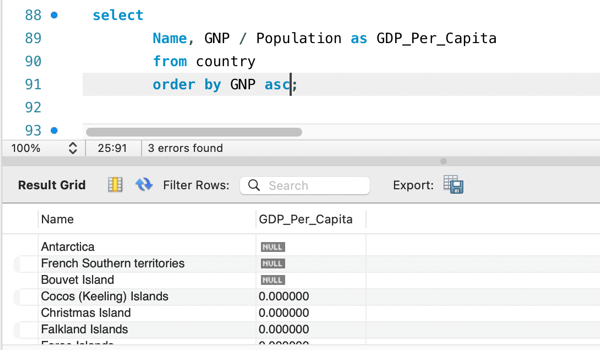 88 select
89 Name, GNP / Population as GDP_Per_Capita
90 from country
91 order by GNP asc;
92
93
100% 25:91 3 errors found
Result Grid Filter Rows: Search Export:
Name GDP_Per_Capita
Antarctica NULL
French Southern territories NULL
Bouvet Island NULL
Cocos (Keeling) Islands 0.000000
Christmas Island 0.000000
Falkland Islands 0.000000